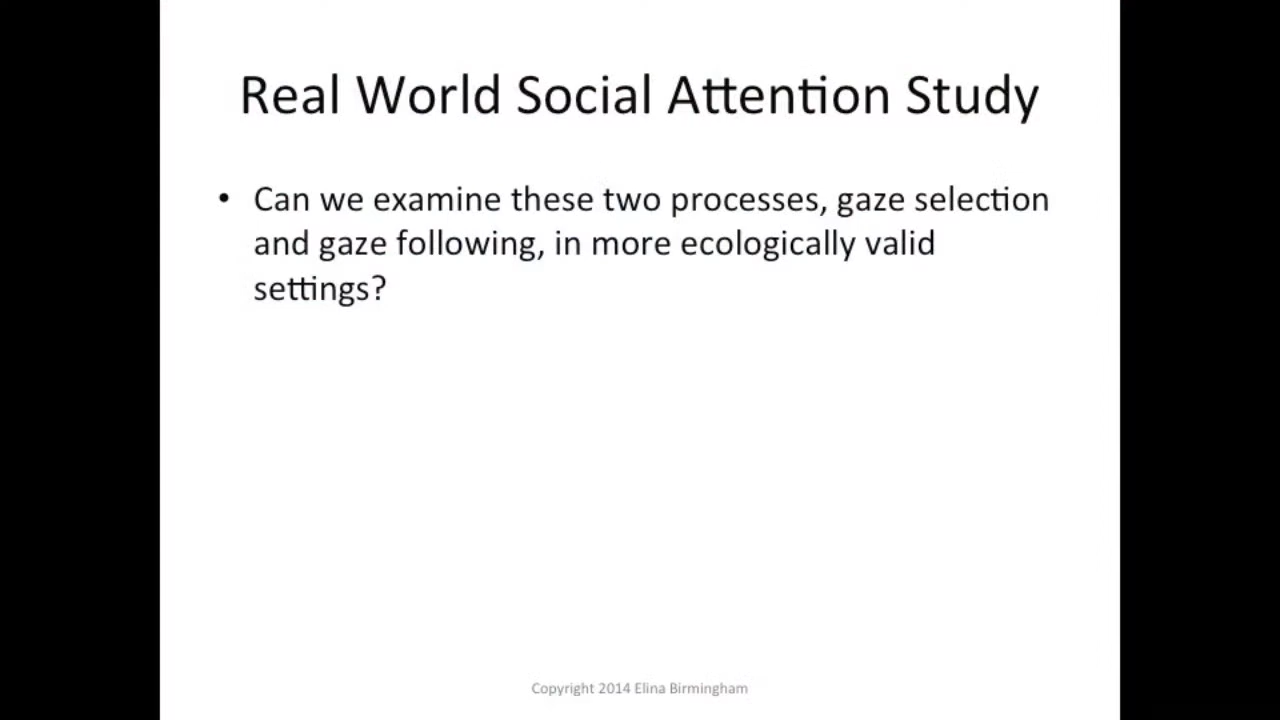 Real World Social Attention Study
• Can we examine these two processes, gaze selection
and gaze following, in more ecologically valid
settings?
Copyright 2014 Elina Birmingham